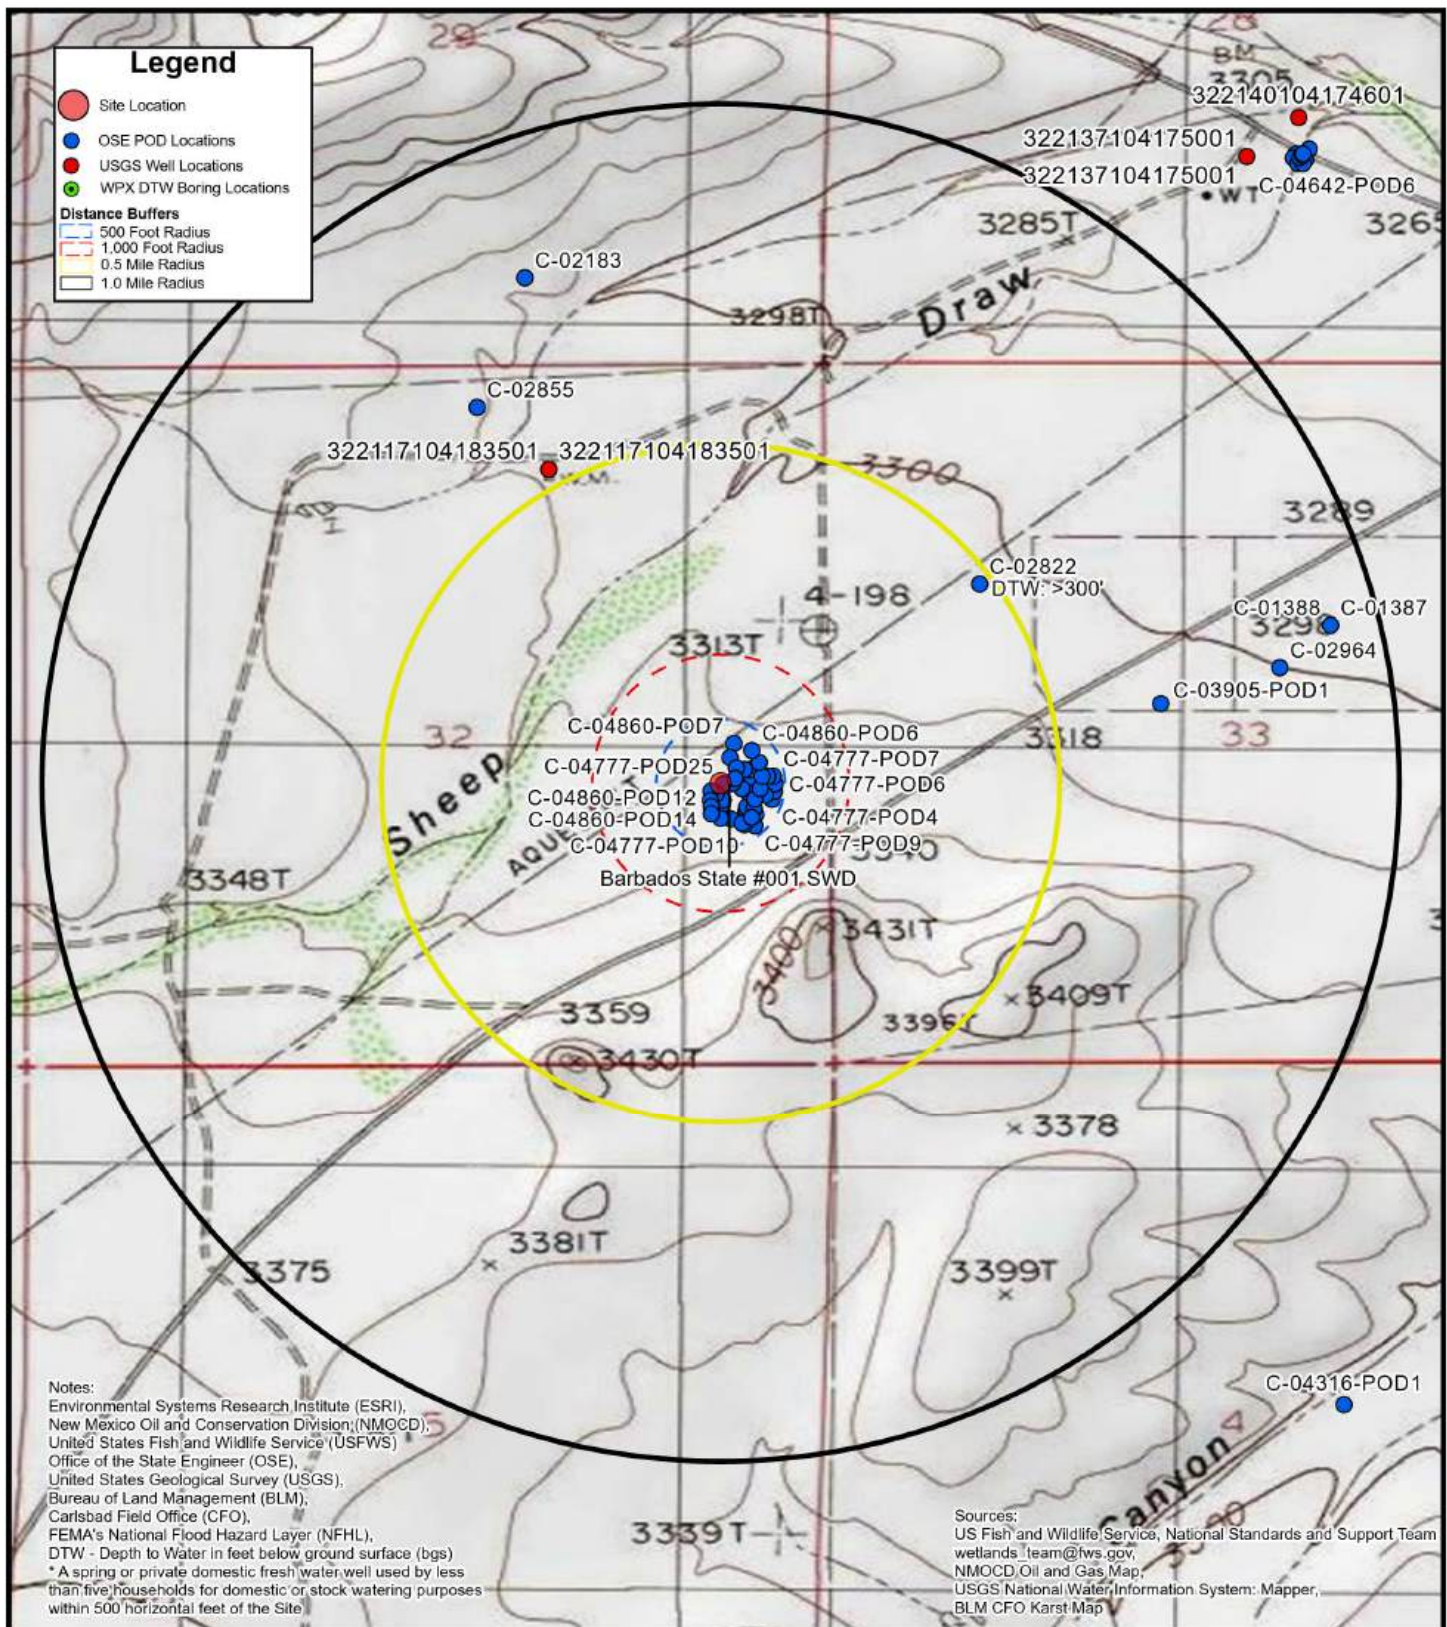 Legend
Site Location
OSE POD Locations
USGS Well Locations
WPX DTW Boring Locations
Distance Buffers
500 Foot Radius
1,000 Foot Radius
0.5 Mile Radius
1.0 Mile Radius
29
28
BM
3305
322140104174601
322137104175001
322137104175001
C-04642-POD6
WT
3285T
3265
C-02183
3298T
Draw
C-02855
322117104183501
322117104183501
W.M.
3300
3289
C-02822
DTW: >300'
4-198
C-01388
C-01387
3298
C-02964
3313T
C-03905-POD1
C-04860-POD7
C-04860-POD6
32
3318
33
C-04777-POD25
C-04777-POD7
C-04860-POD12
C-04777-POD6
Sheep
C-04860-POD14
C-04777-POD4
C-04777-POD10
C-04777-POD9
3340
Barbados State #001 SWD
3348T
3431T
3400
3409T
3359
3396T
3430T
3378
3381T
3375
3399T
C-04316-POD1
4
Canyon
3339T
Notes:
Environmental Systems Research Institute (ESRI),
New Mexico Oil and Conservation Division (NMOCD),
United States Fish and Wildlife Service (USFWS)
Office of the State Engineer (OSE),
United States Geological Survey (USGS),
Bureau of Land Management (BLM),
Carlsbad Field Office (CFO),
FEMA's National Flood Hazard Layer (NFHL),
DTW - Depth to Water in feet below ground surface (bgs)
* A spring or private domestic fresh water well used by less
than five households for domestic or stock watering purposes
within 500 horizontal feet of the Site
Sources:
US Fish and Wildlife Service, National Standards and Support Team
wetlands_team@fws.gov,
NMOCD Oil and Gas Map,
USGS National Water Information System: Mapper,
BLM CFO Karst Map